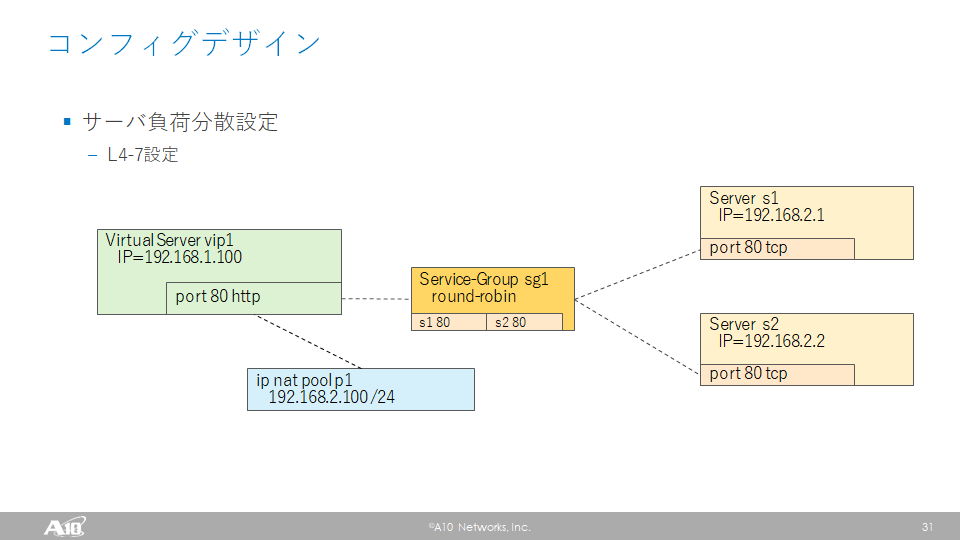 コンフィグデザイン
サーバ負荷分散設定
– L4-7設定
Virtual Server vip1
IP=192.168.1.100
port 80 http
ip nat pool p1
192.168.2.100 /24
Service-Group sg1
round-robin
s1 80
s2 80
Server s1
IP=192.168.2.1
port 80 tcp
Server s2
IP=192.168.2.2
port 80 tcp
A10
©A10 Networks, Inc.
31